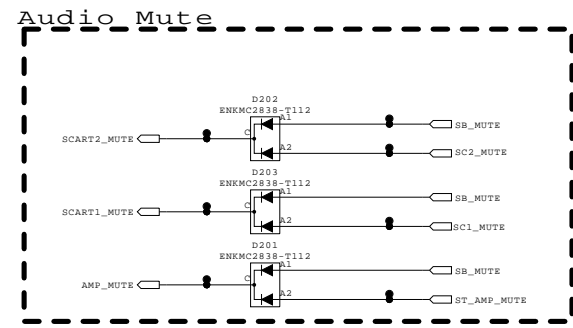 Audio Mute
D202
ENKMC2838-T112
A1
SB_MUTE
C
SCART2_MUTE
A2
SC2_MUTE
D203
ENKMC2838-T112
A1
SB_MUTE
C
SCART1_MUTE
A2
SC1_MUTE
D201
ENKMC2838-T112
A1
SB_MUTE
C
AMP_MUTE
A2
ST_AMP_MUTE